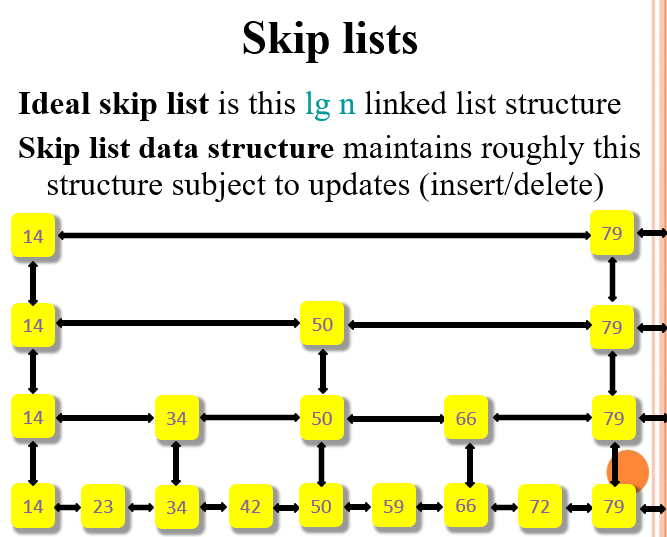 Skip lists
Ideal skip list is this lg n linked list structure
Skip list data structure maintains roughly this
structure subject to updates (insert/delete)
14 79
14 50 79
14 34 50 66 79
14 23 34 42 50 59 66 72 79